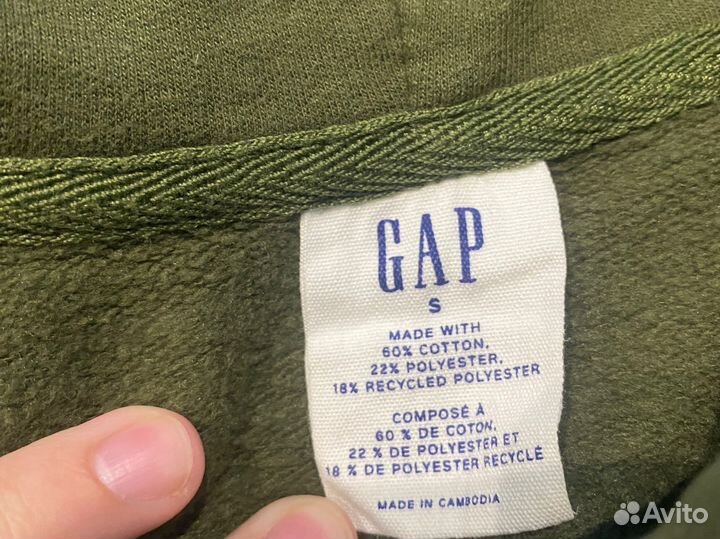 GAP
S
MADE WITH
60% COTTON,
22% POLYESTER,
18% RECYCLED POLYESTER
COMPOSÉ À
60 % DE COTON,
22 % DE POLYESTER ET
18 % DE POLYESTER RECYCLÉ
MADE IN CAMBODIA
Avito